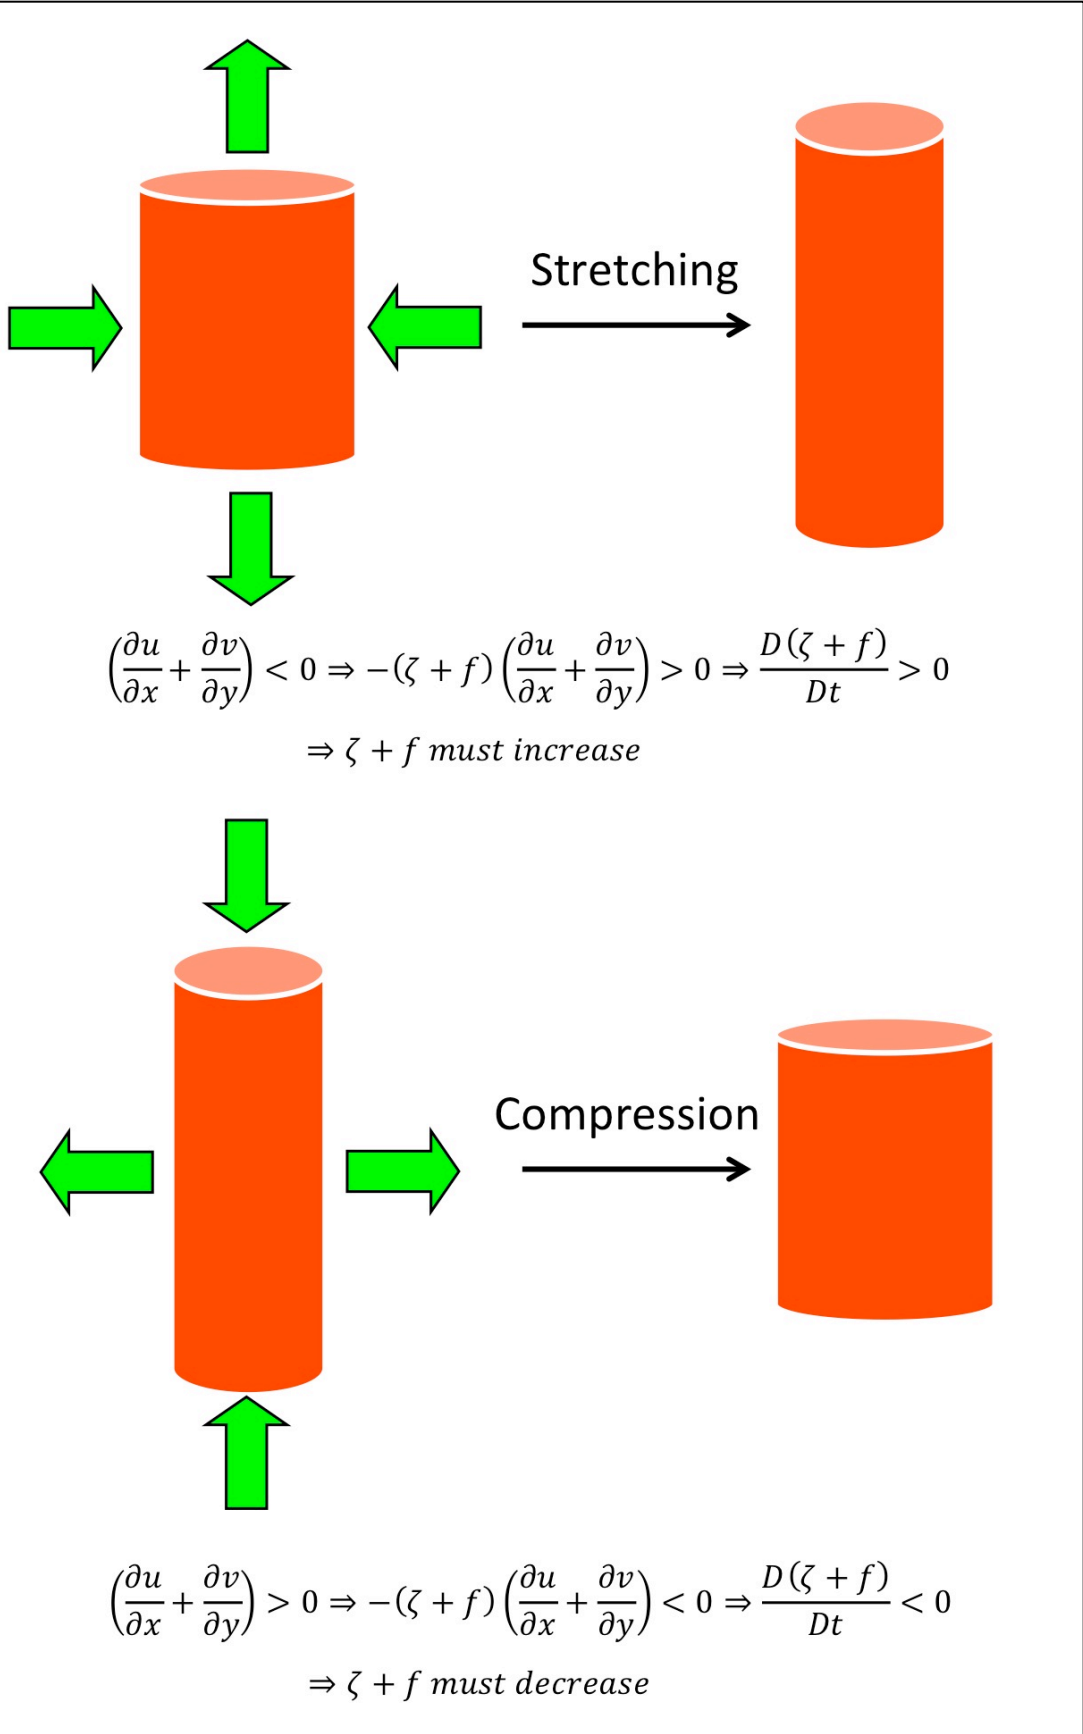 Stretching
(∂u/∂x + ∂v/∂y) < 0 ⇒ −(ζ + f)(∂u/∂x + ∂v/∂y) > 0 ⇒ D(ζ + f)/Dt > 0
⇒ ζ + f must increase
Compression
(∂u/∂x + ∂v/∂y) > 0 ⇒ −(ζ + f)(∂u/∂x + ∂v/∂y) < 0 ⇒ D(ζ + f)/Dt < 0
⇒ ζ + f must decrease